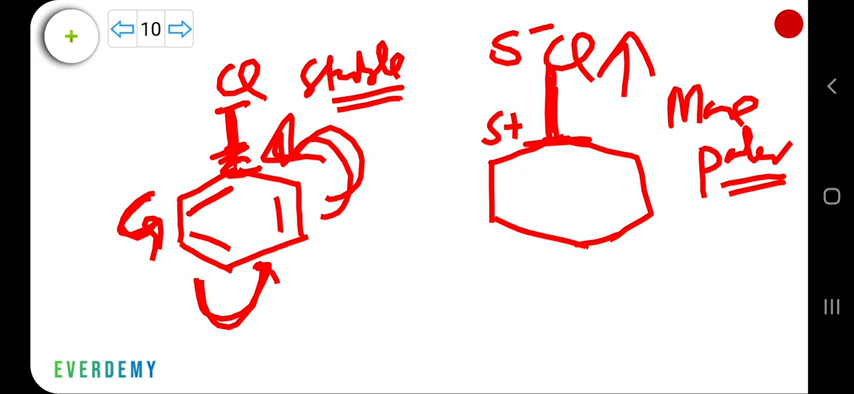 10
Cl
Stable
δ-
Cl
δ+
More
polar
EVERDEMY